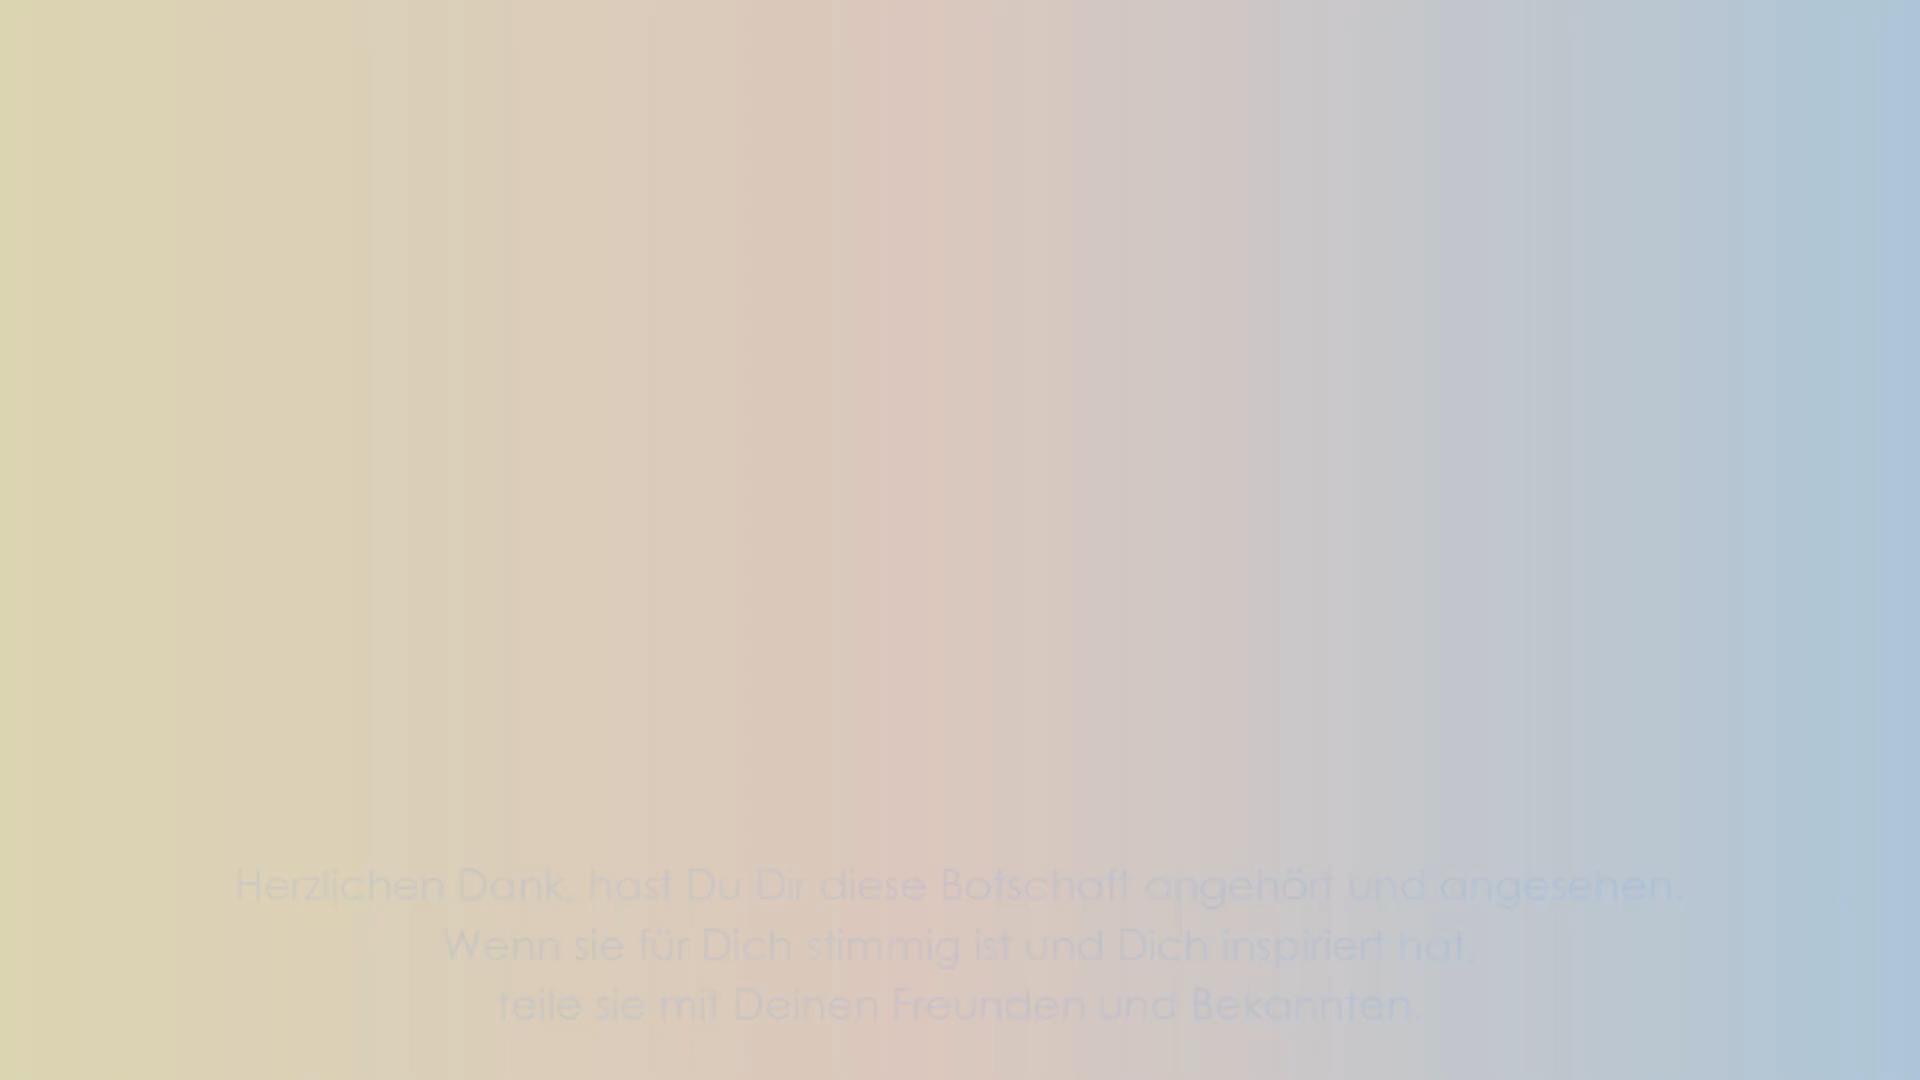 Herzlichen Dank, hast Du Dir diese Botschaft angehört und angesehen.
Wenn sie für Dich stimmig ist und Dich inspiriert hat,
teile sie mit Deinen Freunden und Bekannten.